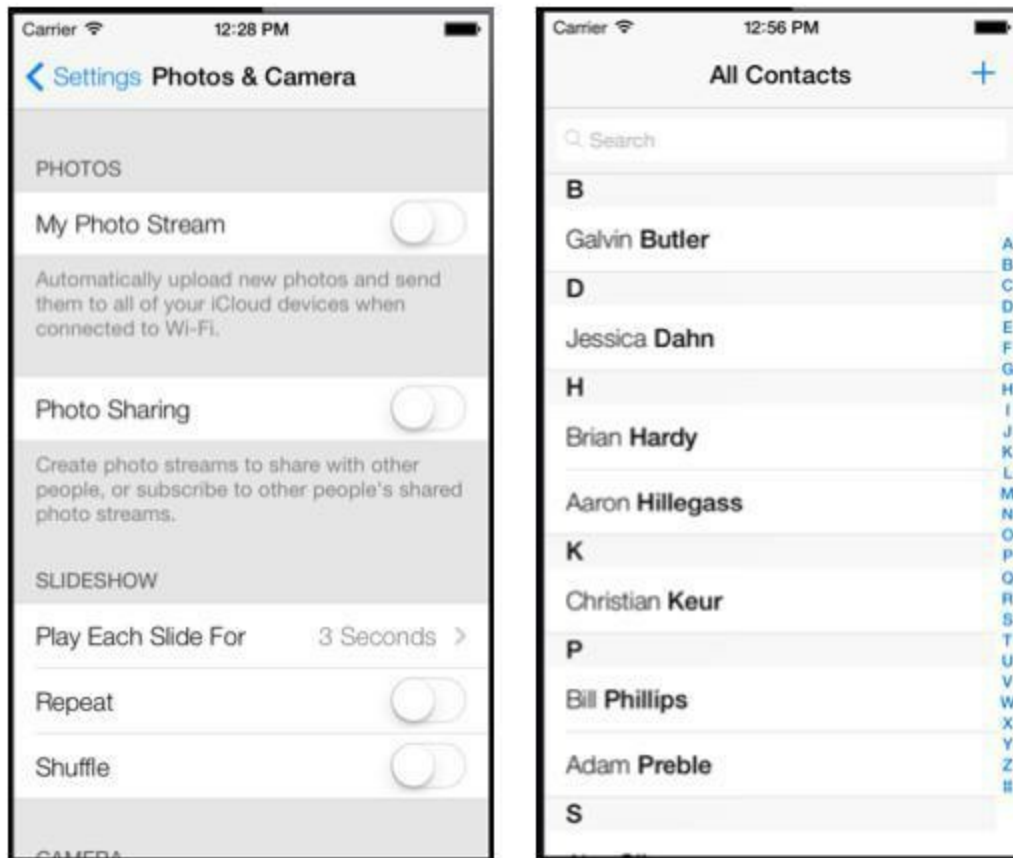 Carrier 12:28 PM
Settings Photos & Camera
PHOTOS
My Photo Stream
Automatically upload new photos and send
them to all of your iCloud devices when
connected to Wi-Fi.
Photo Sharing
Create photo streams to share with other
people, or subscribe to other people's shared
photo streams.
SLIDESHOW
Play Each Slide For 3 Seconds >
Repeat
Shuffle
CAMERA
Carrier 12:56 PM
All Contacts +
Search
B
Galvin Butler
D
Jessica Dahn
H
Brian Hardy
Aaron Hillegass
K
Christian Keur
P
Bill Phillips
Adam Preble
S
A
B
C
D
E
F
G
H
I
J
K
L
M
N
O
P
Q
R
S
T
U
V
W
X
Y
Z
#